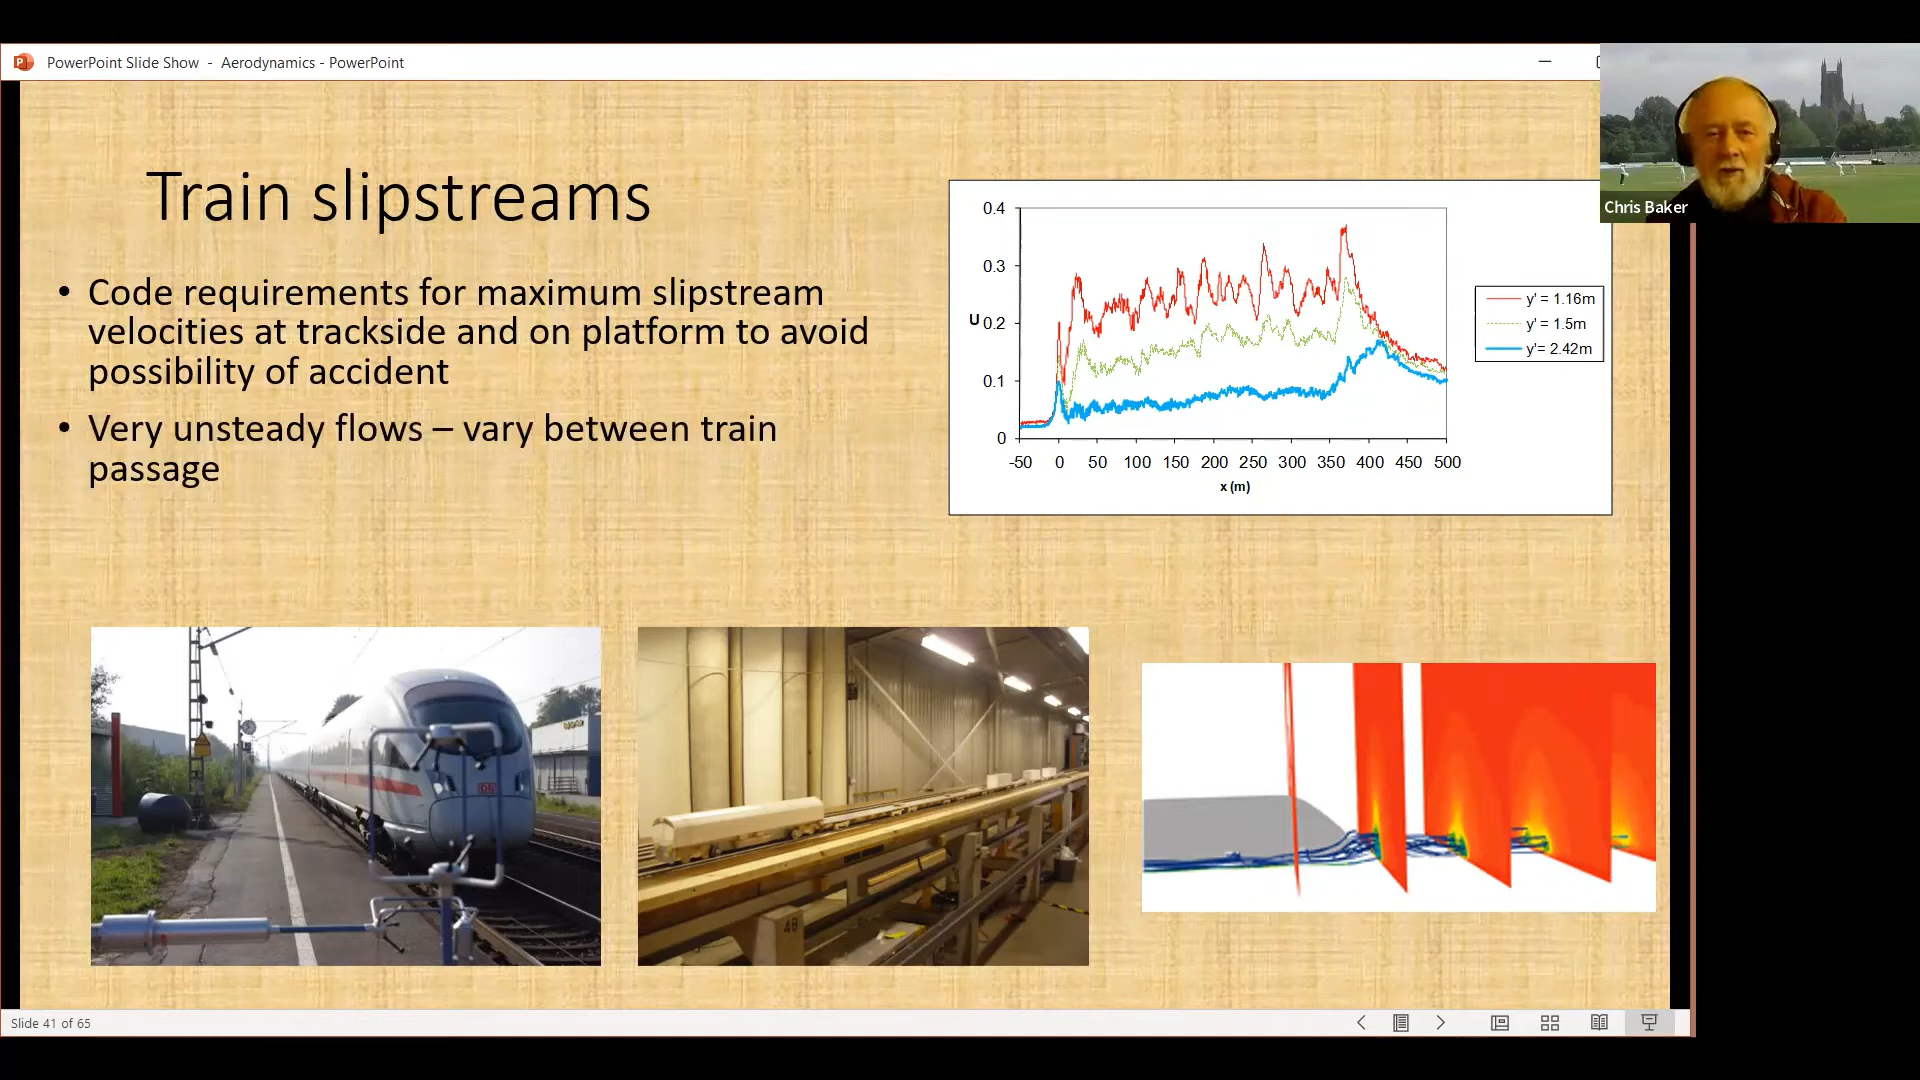 PowerPoint Slide Show - Aerodynamics - PowerPoint
Chris Baker
Train slipstreams
• Code requirements for maximum slipstream
velocities at trackside and on platform to avoid
possibility of accident
• Very unsteady flows – vary between train
passage
0.4
0.3
0.2
0.1
0
U
-50 0 50 100 150 200 250 300 350 400 450 500
x (m)
y' = 1.16m
y' = 1.5m
y'= 2.42m
DB
48
Slide 41 of 65